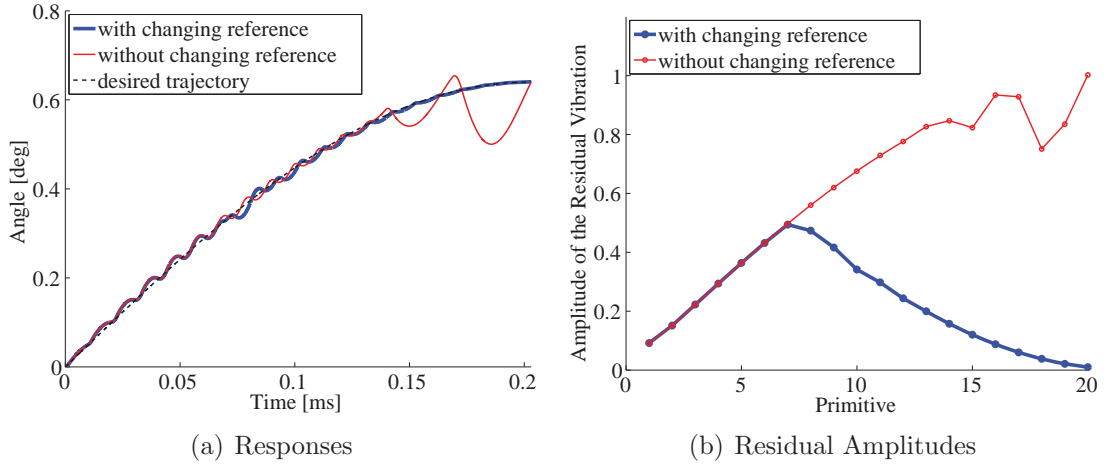 with changing reference
without changing reference
desired trajectory
Angle [deg]
0.6
0.4
0.2
0
0 0.05 0.1 0.15 0.2
Time [ms]
(a) Responses
with changing reference
without changing reference
Amplitude of the Residual Vibration
1
0.8
0.6
0.4
0.2
0
0 5 10 15 20
Primitive
(b) Residual Amplitudes